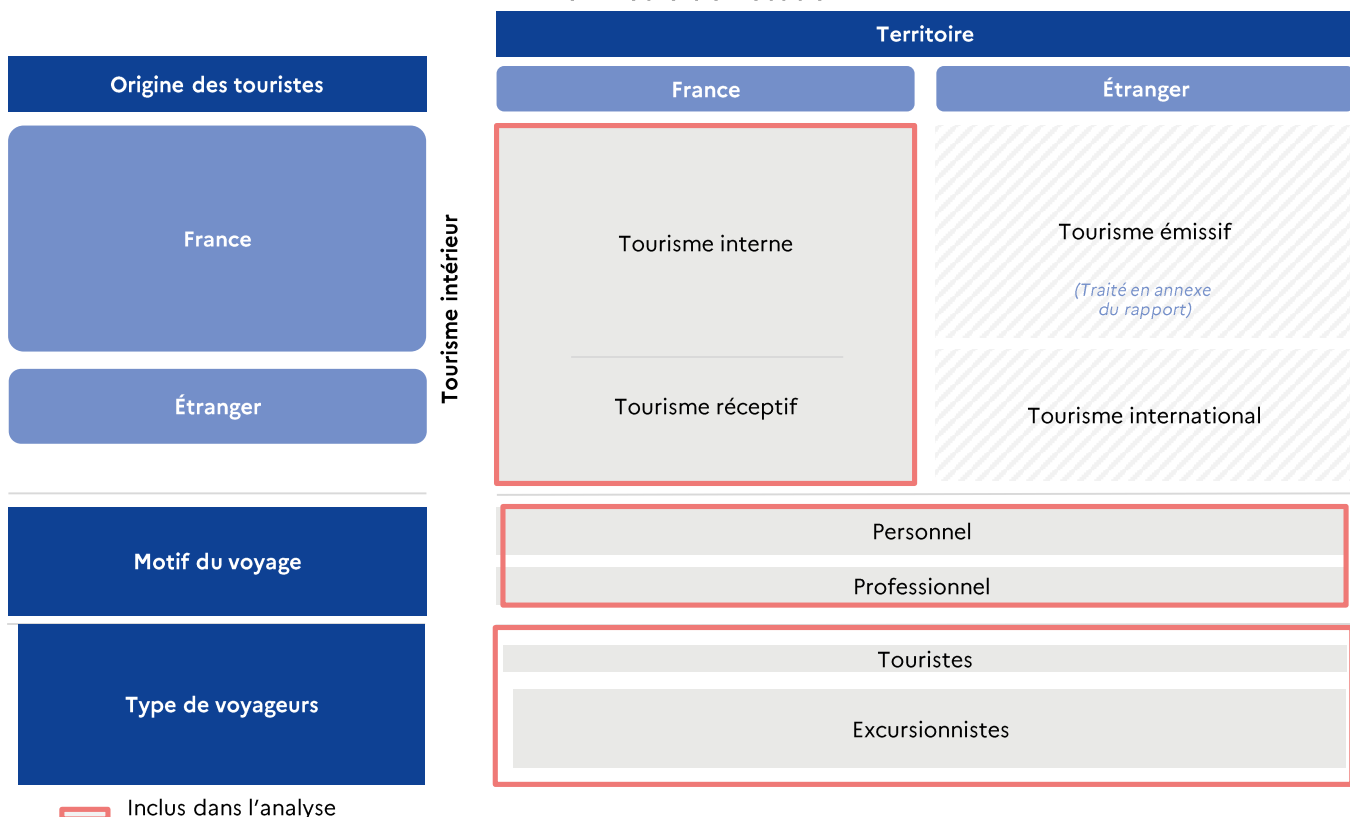 Territoire
Origine des touristes
France
Étranger
France
Tourisme intérieur
Tourisme interne
Tourisme émissif
(Traité en annexe
du rapport)
Étranger
Tourisme réceptif
Tourisme international
Motif du voyage
Personnel
Professionnel
Type de voyageurs
Touristes
Excursionnistes
Inclus dans l'analyse